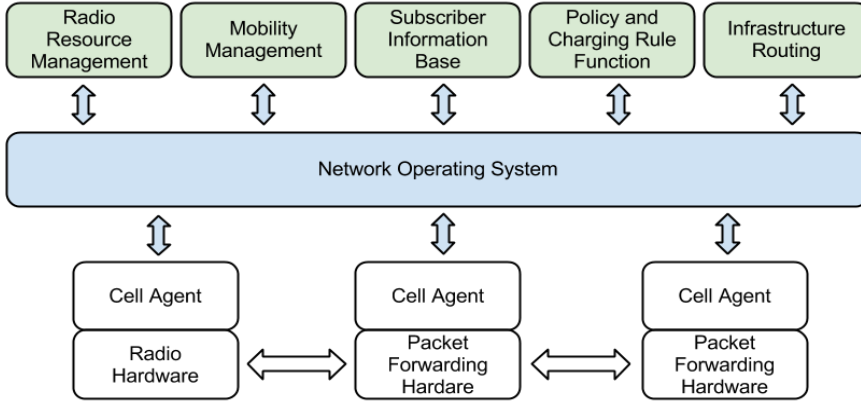 Radio
Resource
Management
Mobility
Management
Subscriber
Information
Base
Policy and
Charging Rule
Function
Infrastructure
Routing
Network Operating System
Cell Agent
Cell Agent
Cell Agent
Radio
Hardware
Packet
Forwarding
Hardare
Packet
Forwarding
Hardware